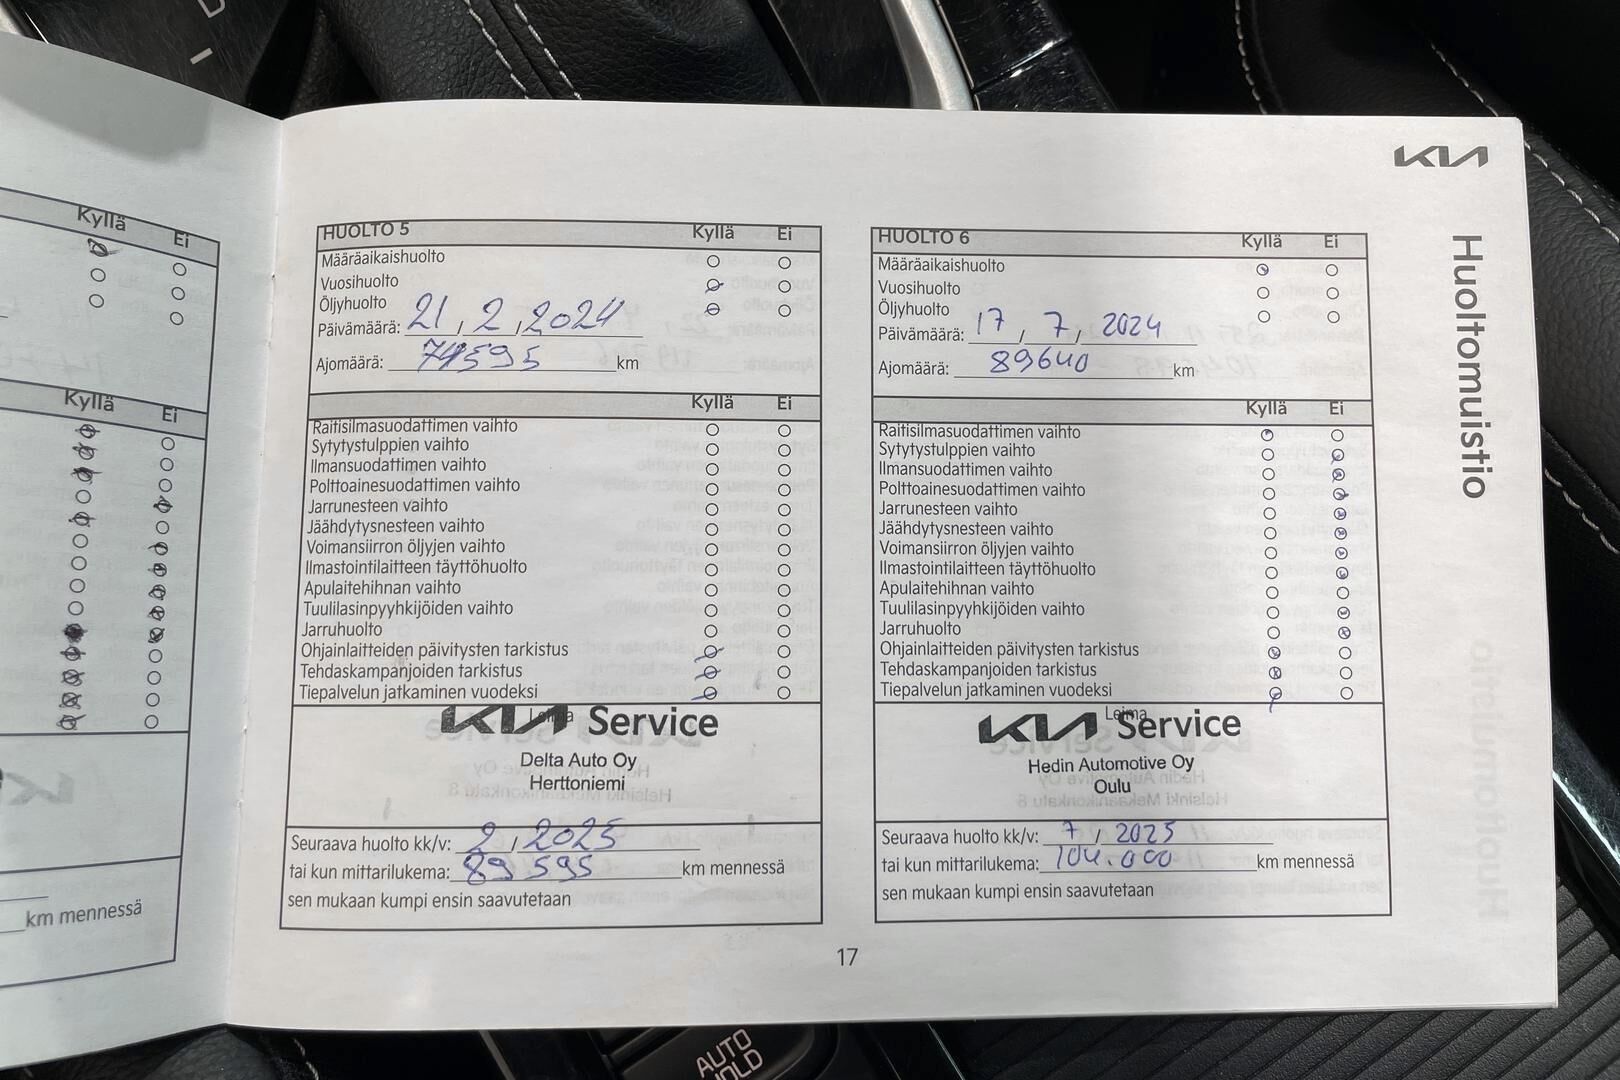 D
Kyllä Ei
Kyllä Ei
km mennessä
KIA
Huoltomuistio
HUOLTO 5 Kyllä Ei
Määräaikaishuolto
Vuosihuolto
Öljyhuolto
Päivämäärä: 21 , 2 , 2024
Ajomäärä: 74595 km
Kyllä Ei
Raitisilmasuodattimen vaihto
Sytytystulppien vaihto
Ilmansuodattimen vaihto
Polttoainesuodattimen vaihto
Jarrunesteen vaihto
Jäähdytysnesteen vaihto
Voimansiirron öljyjen vaihto
Ilmastointilaitteen täyttöhuolto
Apulaitehihnan vaihto
Tuulilasinpyyhkijöiden vaihto
Jarruhuolto
Ohjainlaitteiden päivitysten tarkistus
Tehdaskampanjoiden tarkistus
Tiepalvelun jatkaminen vuodeksi
Leima
KIA Service
Delta Auto Oy
Herttoniemi
Seuraava huolto kk/v: 2 / 2025
tai kun mittarilukema: 89 595 km mennessä
sen mukaan kumpi ensin saavutetaan
HUOLTO 6 Kyllä Ei
Määräaikaishuolto
Vuosihuolto
Öljyhuolto
Päivämäärä: 17 , 7 , 2024
Ajomäärä: 89640 km
Kyllä Ei
Raitisilmasuodattimen vaihto
Sytytystulppien vaihto
Ilmansuodattimen vaihto
Polttoainesuodattimen vaihto
Jarrunesteen vaihto
Jäähdytysnesteen vaihto
Voimansiirron öljyjen vaihto
Ilmastointilaitteen täyttöhuolto
Apulaitehihnan vaihto
Tuulilasinpyyhkijöiden vaihto
Jarruhuolto
Ohjainlaitteiden päivitysten tarkistus
Tehdaskampanjoiden tarkistus
Tiepalvelun jatkaminen vuodeksi
Leima
KIA Service
Hedin Automotive Oy
Oulu
Seuraava huolto kk/v: 7 / 2025
tai kun mittarilukema: 104.000 km mennessä
sen mukaan kumpi ensin saavutetaan
17
AUTO
HOLD